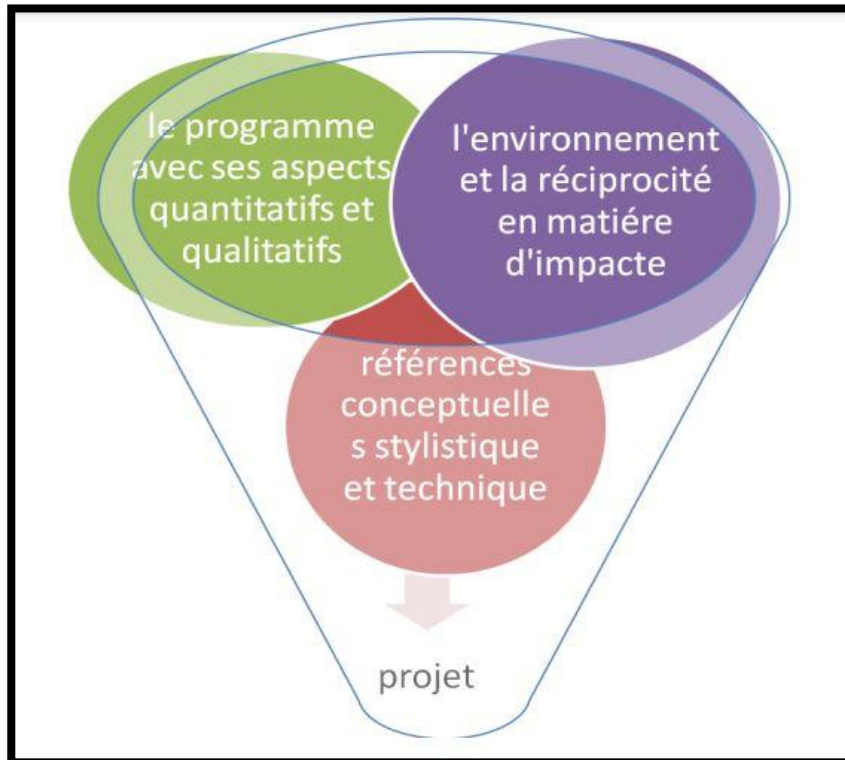 le programme
avec ses aspects
quantitatifs et
qualitatifs
l'environnement
et la réciprocité
en matiére
d'impacte
références
conceptuelle
s stylistique
et technique
projet